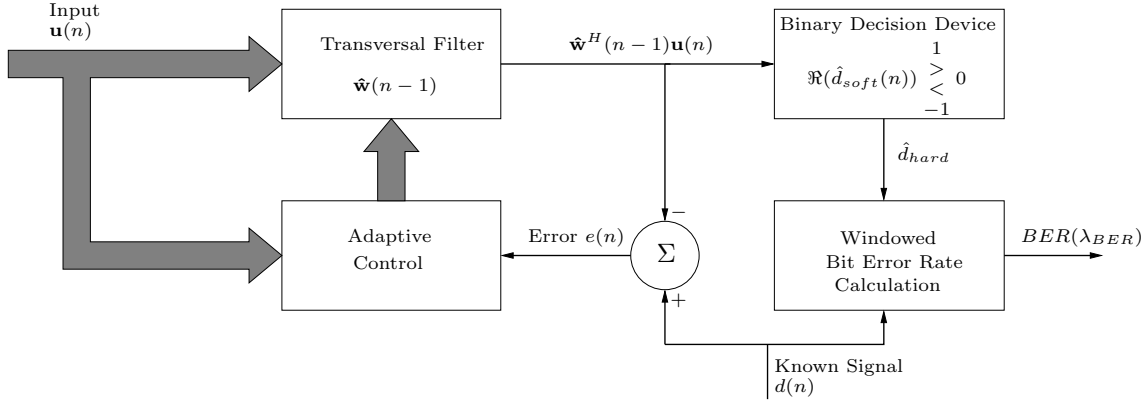 Input
𝐮(n)
Transversal Filter
𝐰̂(n−1)
𝐰̂^H(n−1)𝐮(n)
Binary Decision Device
1
>
ℜ(d̂_soft(n)) 0
<
−1
d̂_hard
Adaptive
Control
Error e(n)
−
Σ
+
Windowed
Bit Error Rate
Calculation
BER(λ_BER)
Known Signal
d(n)